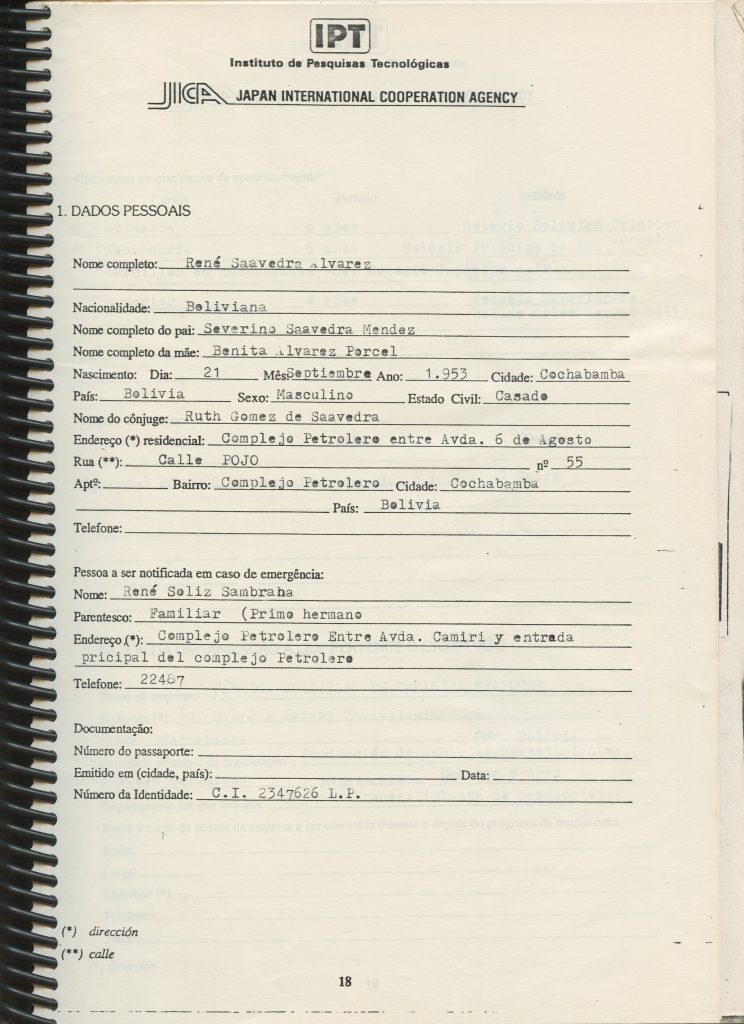 IPT
Instituto de Pesquisas Tecnológicas
JICA JAPAN INTERNATIONAL COOPERATION AGENCY
1. DADOS PESSOAIS
Nome completo: René Saavedra Alvarez
Nacionalidade: Boliviana
Nome completo do pai: Severino Saavedra Mendez
Nome completo da mãe: Benita Alvarez Porcel
Nascimento: Dia: 21 Mês: Septiembre Ano: 1.953 Cidade: Cochabamba
País: Bolivia Sexo: Masculino Estado Civil: Casado
Nome do cônjuge: Ruth Gomez de Saavedra
Endereço (*) residencial: Complejo Petrolero entre Avda. 6 de Agosto
Rua (**): Calle POJO nº 55
Aptº: Bairro: Complejo Petrolero Cidade: Cochabamba
País: Bolivia
Telefone:
Pessoa a ser notificada em caso de emergência:
Nome: René Soliz Sambrana
Parentesco: Familiar (Primo hermano
Endereço (*): Complejo Petrolero Entre Avda. Camiri y entrada
pricipal del complejo Petrolero
Telefone: 22487
Documentação:
Número do passaporte:
Emitido em (cidade, país): Data:
Número da Identidade: C.I. 2347626 L.P.
(*) dirección
(**) calle
18